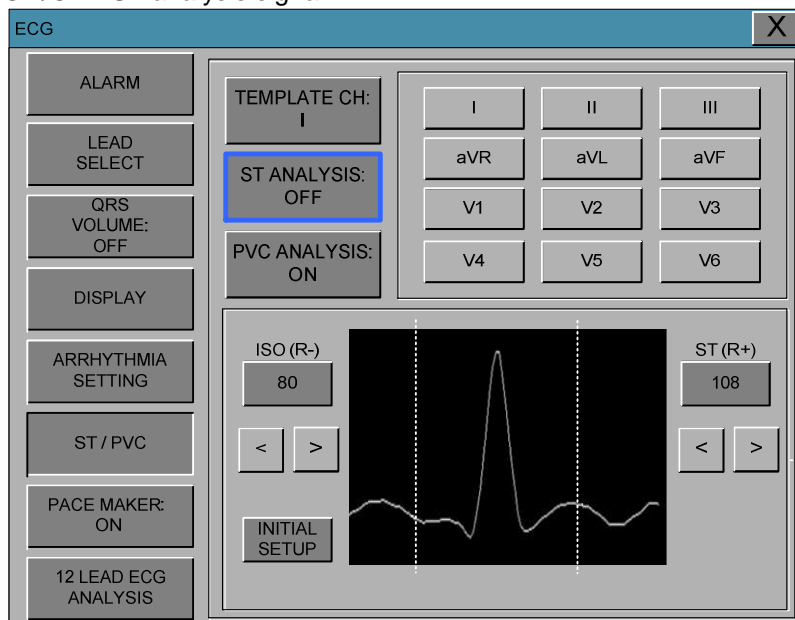 ECG
X
ALARM
LEAD
SELECT
QRS
VOLUME:
OFF
DISPLAY
ARRHYTHMIA
SETTING
ST / PVC
PACE MAKER:
ON
12 LEAD ECG
ANALYSIS
TEMPLATE CH:
I
ST ANALYSIS:
OFF
PVC ANALYSIS:
ON
I II III
aVR aVL aVF
V1 V2 V3
V4 V5 V6
ISO (R-)
80
< >
INITIAL
SETUP
ST (R+)
108
< >